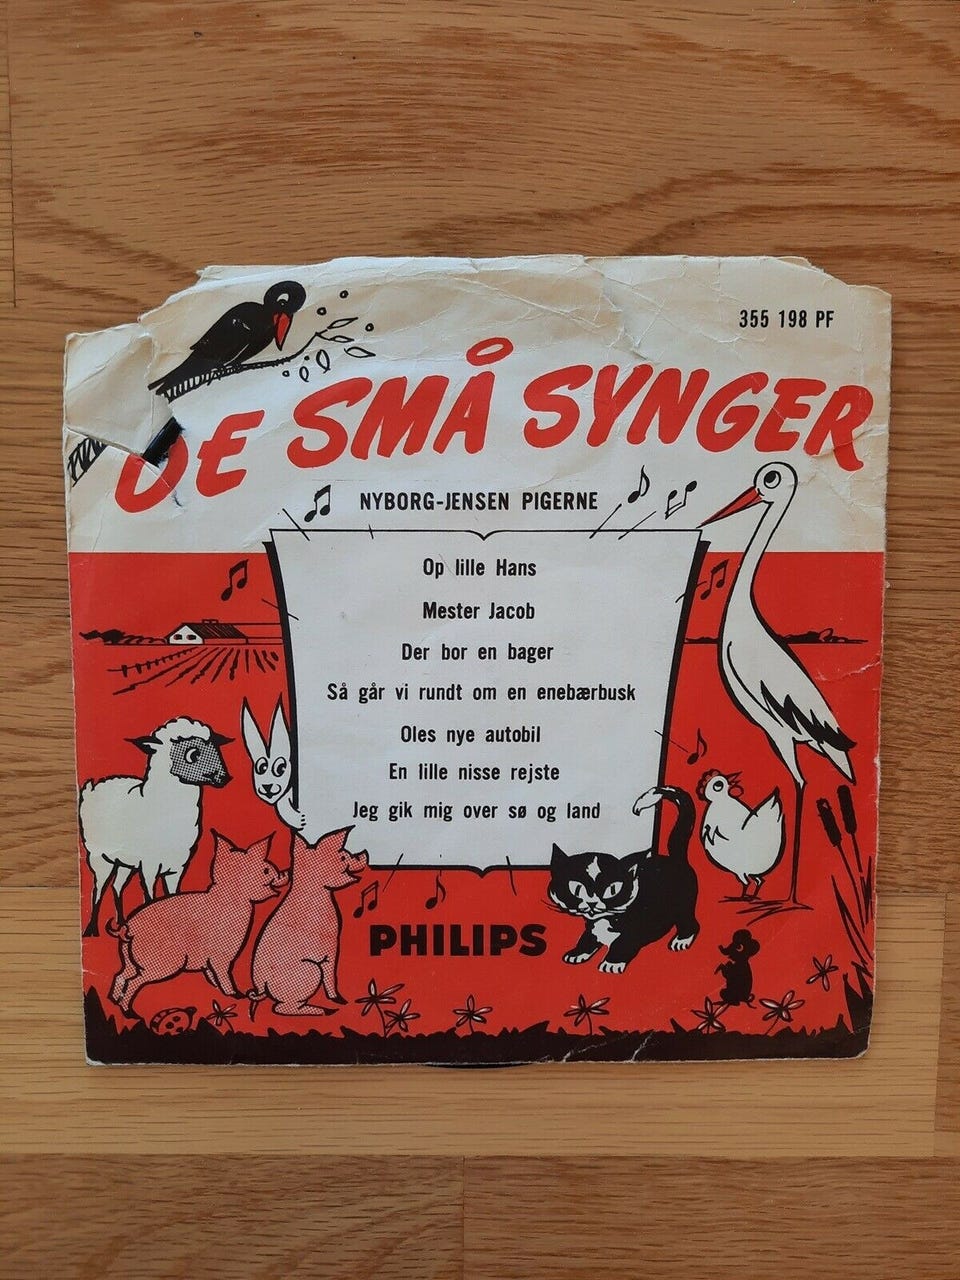 355 198 PF
DE SMÅ SYNGER
NYBORG-JENSEN PIGERNE
Op lille Hans
Mester Jacob
Der bor en bager
Så går vi rundt om en enebærbusk
Oles nye autobil
En lille nisse rejste
Jeg gik mig over sø og land
PHILIPS